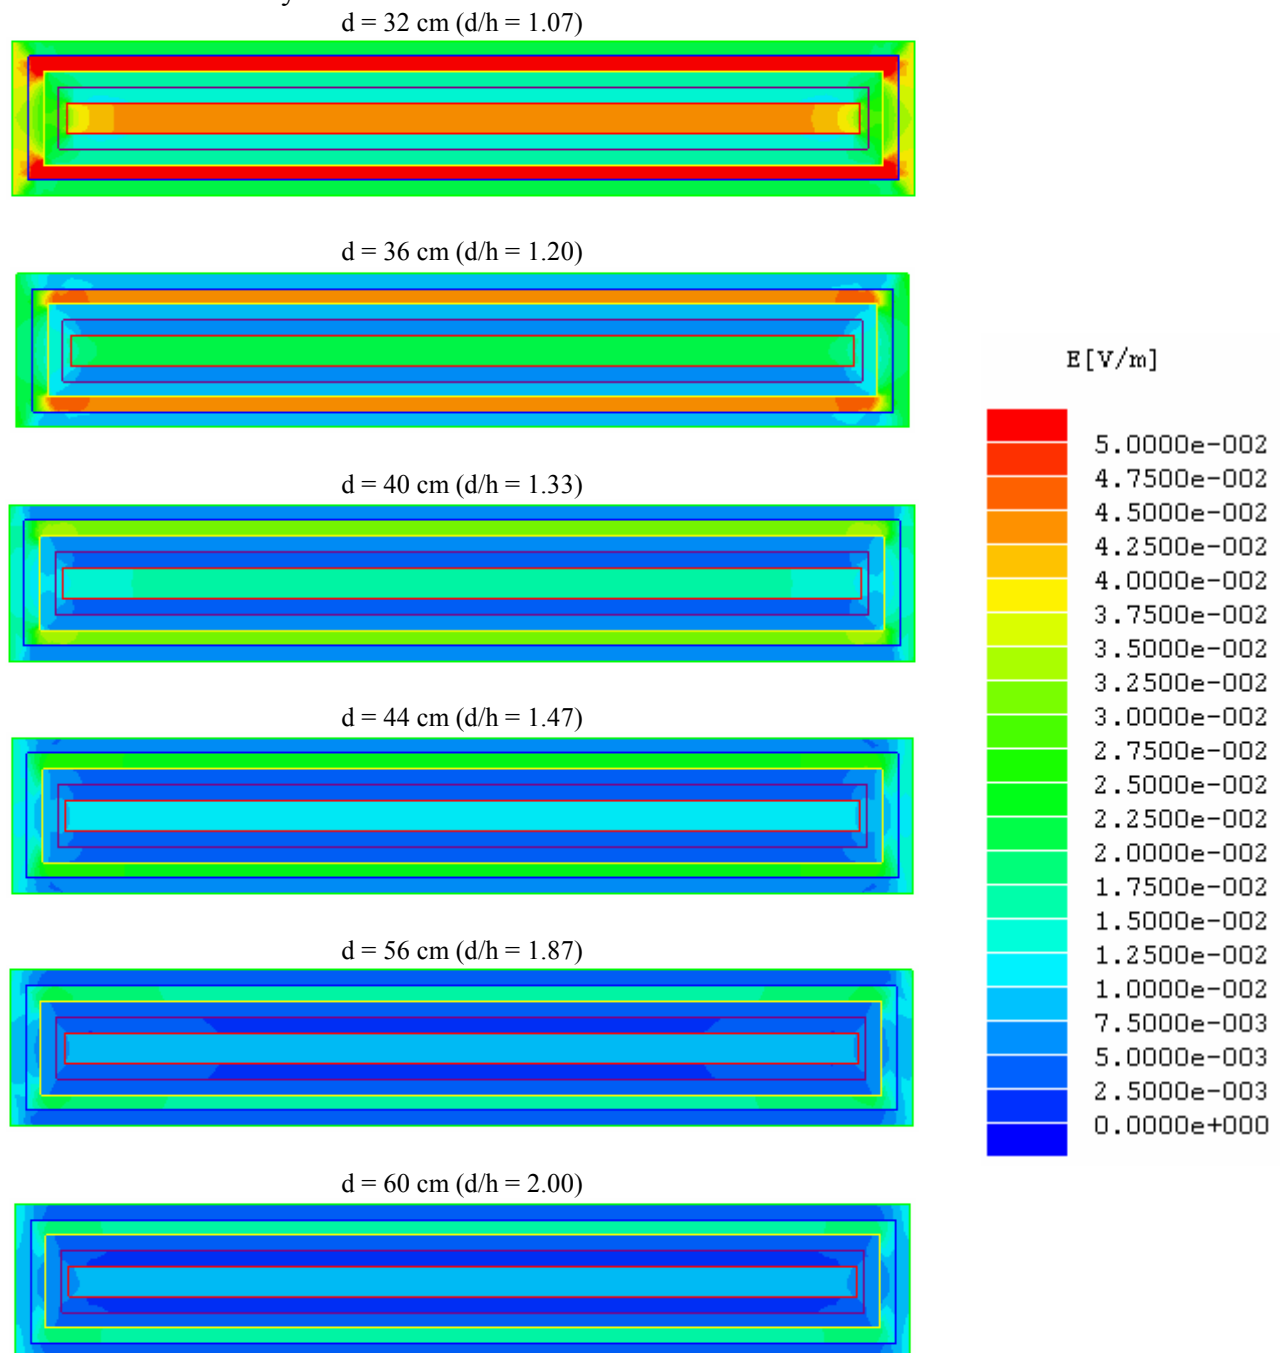 d = 32 cm (d/h = 1.07)
d = 36 cm (d/h = 1.20)
d = 40 cm (d/h = 1.33)
d = 44 cm (d/h = 1.47)
d = 56 cm (d/h = 1.87)
d = 60 cm (d/h = 2.00)
E[V/m]
5.0000e-002
4.7500e-002
4.5000e-002
4.2500e-002
4.0000e-002
3.7500e-002
3.5000e-002
3.2500e-002
3.0000e-002
2.7500e-002
2.5000e-002
2.2500e-002
2.0000e-002
1.7500e-002
1.5000e-002
1.2500e-002
1.0000e-002
7.5000e-003
5.0000e-003
2.5000e-003
0.0000e+000